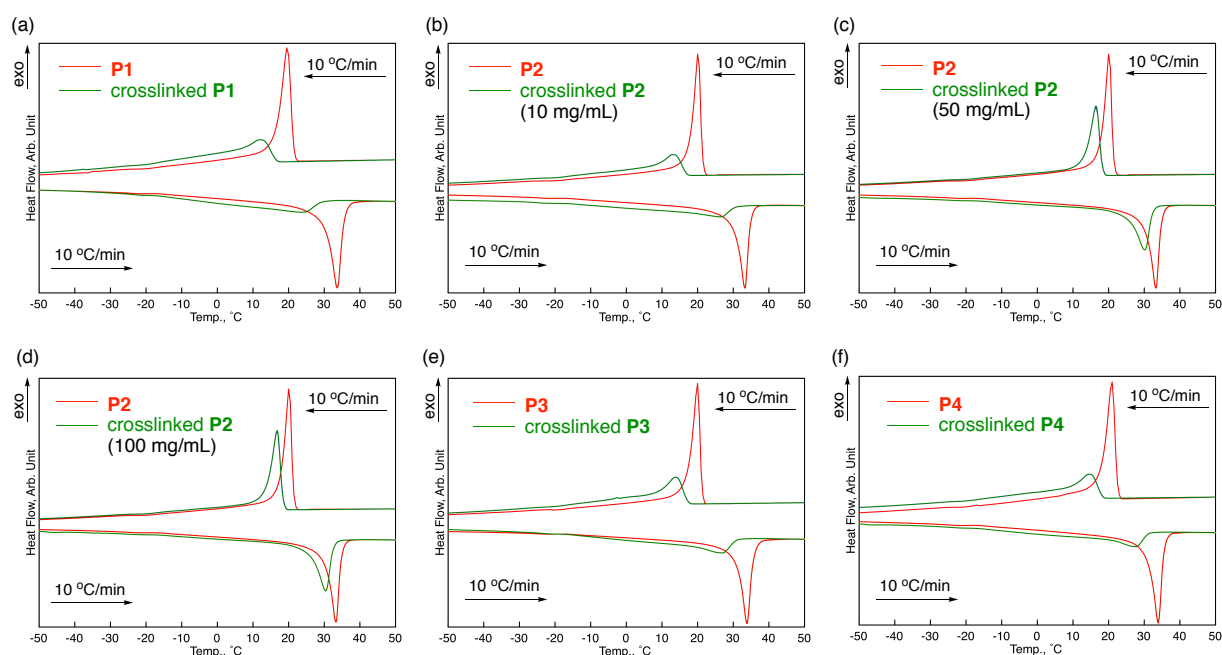 (a)
exo
Heat Flow, Arb. Unit
P1
crosslinked P1
10 °C/min
10 °C/min
-50 -40 -30 -20 -10 0 10 20 30 40 50
Temp., °C
(b)
exo
Heat Flow, Arb. Unit
P2
crosslinked P2
(10 mg/mL)
10 °C/min
10 °C/min
-50 -40 -30 -20 -10 0 10 20 30 40 50
Temp., °C
(c)
exo
Heat Flow, Arb. Unit
P2
crosslinked P2
(50 mg/mL)
10 °C/min
10 °C/min
-50 -40 -30 -20 -10 0 10 20 30 40 50
Temp., °C
(d)
exo
Heat Flow, Arb. Unit
P2
crosslinked P2
(100 mg/mL)
10 °C/min
10 °C/min
-50 -40 -30 -20 -10 0 10 20 30 40 50
Temp., °C
(e)
exo
Heat Flow, Arb. Unit
P3
crosslinked P3
10 °C/min
10 °C/min
-50 -40 -30 -20 -10 0 10 20 30 40 50
Temp., °C
(f)
exo
Heat Flow, Arb. Unit
P4
crosslinked P4
10 °C/min
10 °C/min
-50 -40 -30 -20 -10 0 10 20 30 40 50
Temp., °C